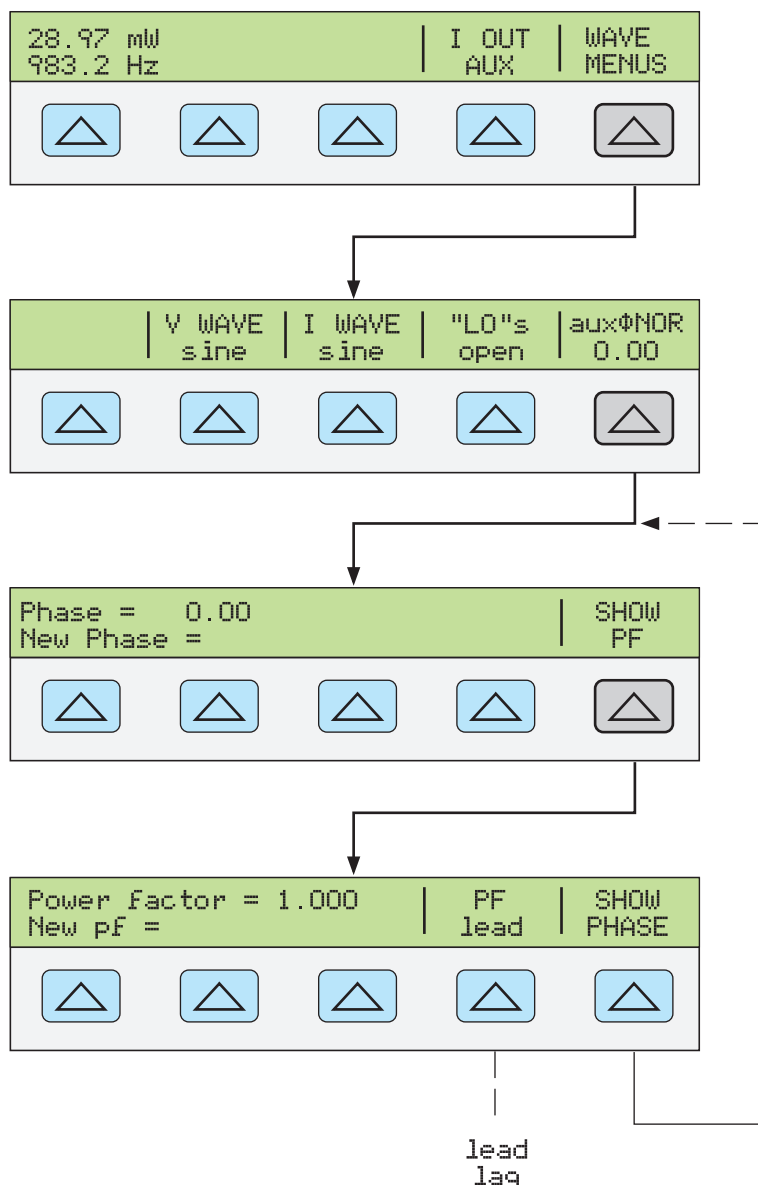 28.97 mW | I OUT | WAVE
983.2 Hz | AUX | MENUS
| V WAVE | I WAVE | "LO"s | auxΦNOR
sine | sine | open | 0.00
Phase = 0.00 | SHOW
New Phase = | PF
Power factor = 1.000 | PF | SHOW
New pf = | lead | PHASE
lead
lag